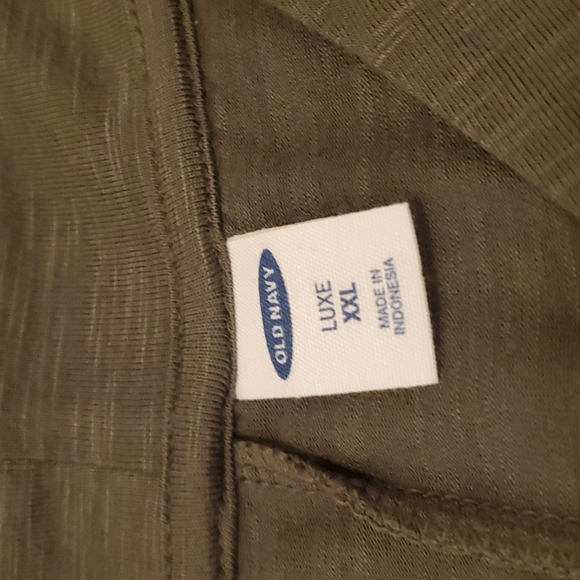 OLD NAVY
LUXE
XXL
MADE IN
INDONESIA